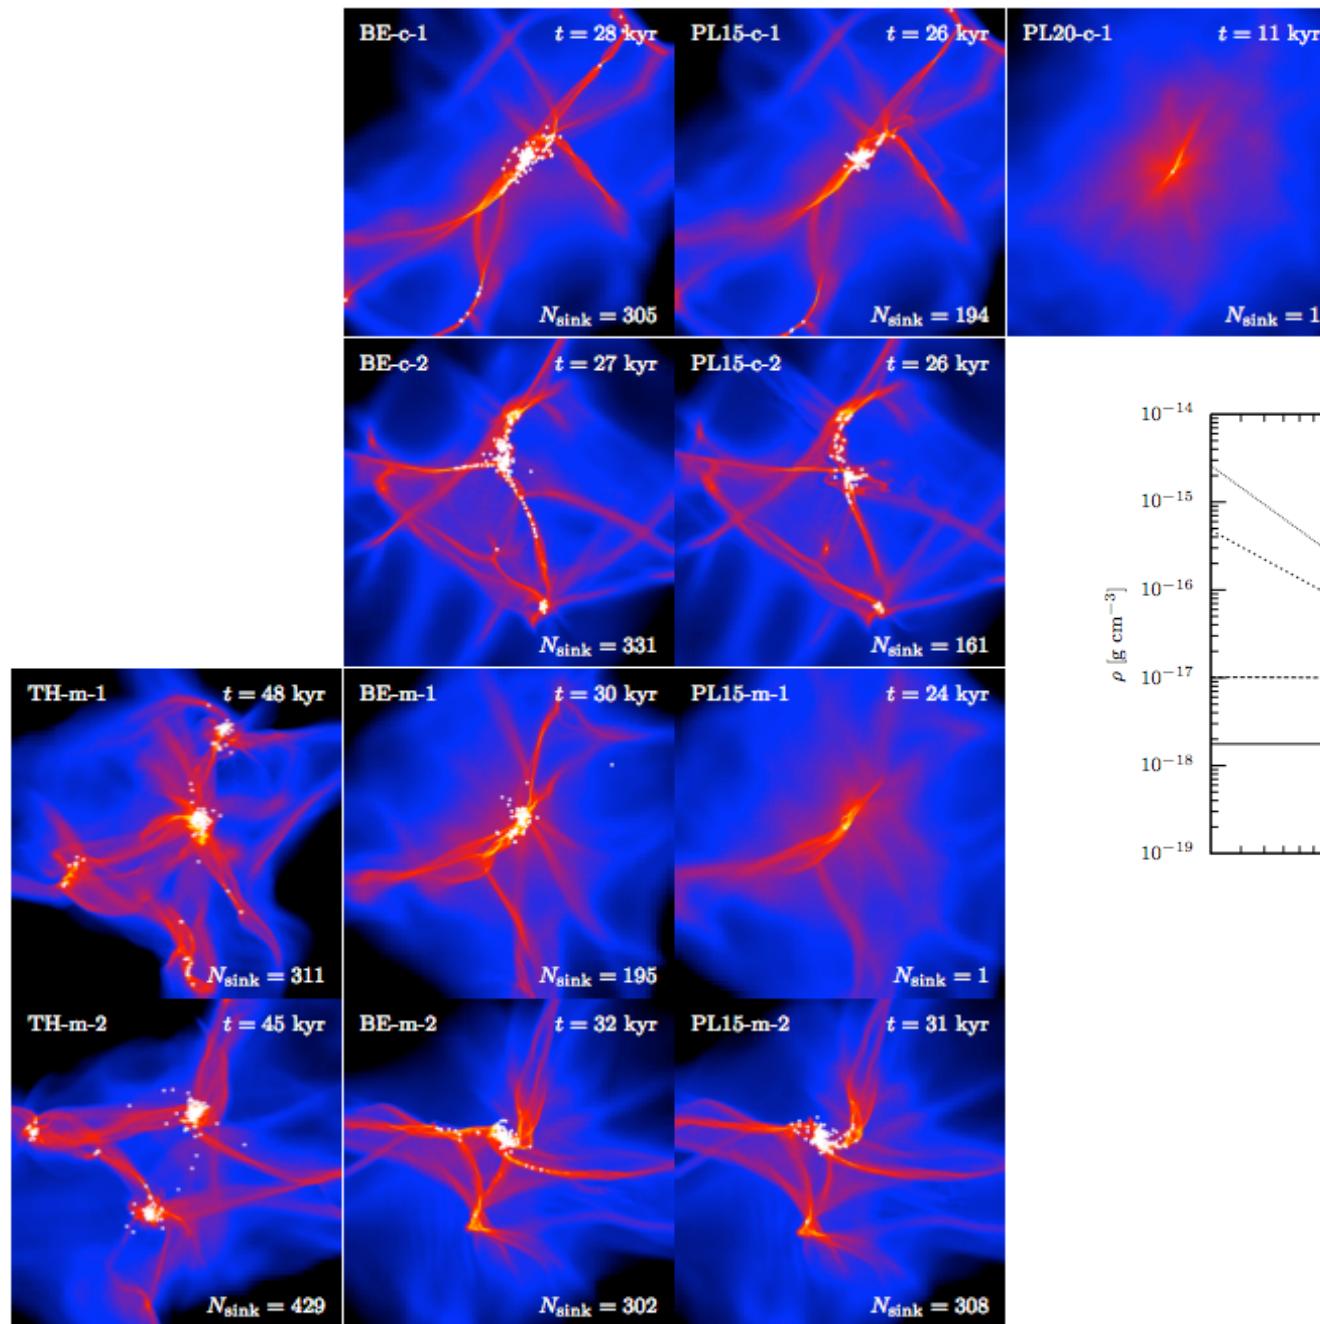 BE-c-1 t = 28 kyr
N_sink = 305
PL15-c-1 t = 26 kyr
N_sink = 194
PL20-c-1 t = 11 kyr
N_sink = 1
BE-c-2 t = 27 kyr
N_sink = 331
PL15-c-2 t = 26 kyr
N_sink = 161
10^−14
10^−15
10^−16
10^−17
10^−18
10^−19
ρ [g cm^−3]
TH-m-1 t = 48 kyr
N_sink = 311
BE-m-1 t = 30 kyr
N_sink = 195
PL15-m-1 t = 24 kyr
N_sink = 1
TH-m-2 t = 45 kyr
N_sink = 429
BE-m-2 t = 32 kyr
N_sink = 302
PL15-m-2 t = 31 kyr
N_sink = 308